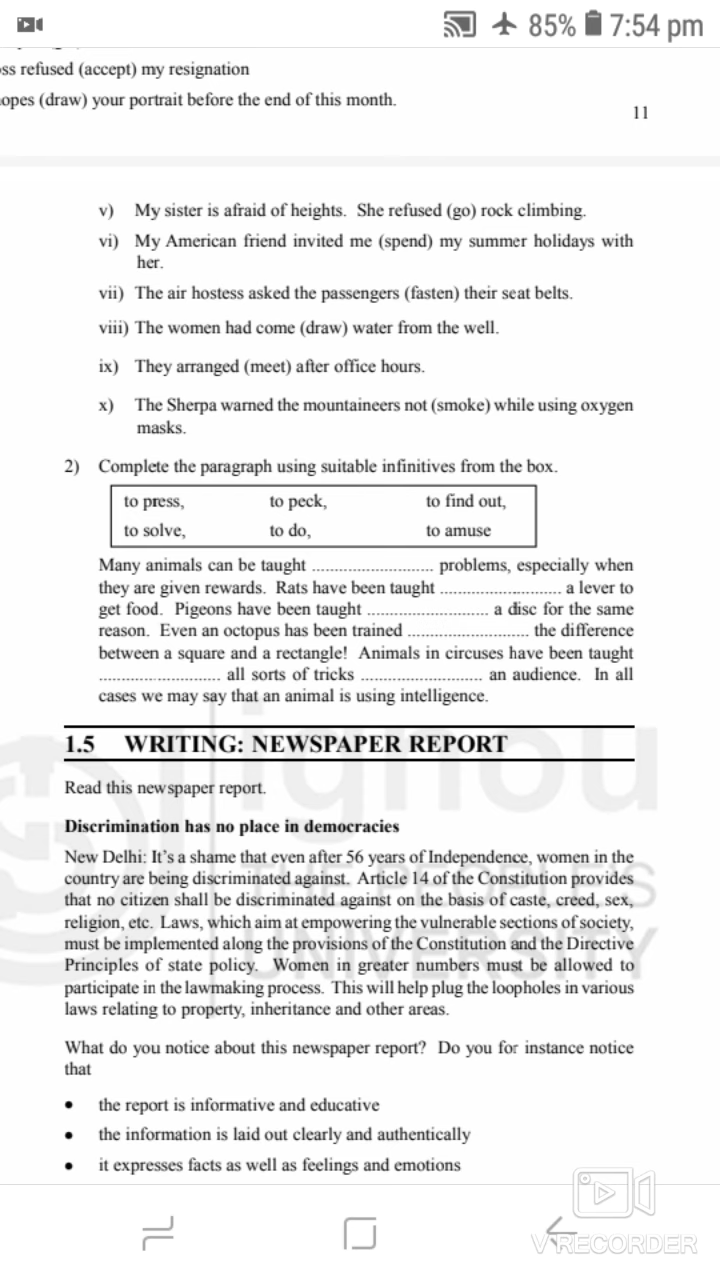 85% 7:54 pm
ss refused (accept) my resignation
opes (draw) your portrait before the end of this month.
11
v) My sister is afraid of heights. She refused (go) rock climbing.
vi) My American friend invited me (spend) my summer holidays with
her.
vii) The air hostess asked the passengers (fasten) their seat belts.
viii) The women had come (draw) water from the well.
ix) They arranged (meet) after office hours.
x) The Sherpa warned the mountaineers not (smoke) while using oxygen
masks.
2) Complete the paragraph using suitable infinitives from the box.
to press, to peck, to find out,
to solve, to do, to amuse
Many animals can be taught ........................... problems, especially when
they are given rewards. Rats have been taught ........................... a lever to
get food. Pigeons have been taught ........................... a disc for the same
reason. Even an octopus has been trained ........................... the difference
between a square and a rectangle! Animals in circuses have been taught
........................... all sorts of tricks ........................... an audience. In all
cases we may say that an animal is using intelligence.
1.5 WRITING: NEWSPAPER REPORT
Read this newspaper report.
Discrimination has no place in democracies
New Delhi: It's a shame that even after 56 years of Independence, women in the
country are being discriminated against. Article 14 of the Constitution provides
that no citizen shall be discriminated against on the basis of caste, creed, sex,
religion, etc. Laws, which aim at empowering the vulnerable sections of society,
must be implemented along the provisions of the Constitution and the Directive
Principles of state policy. Women in greater numbers must be allowed to
participate in the lawmaking process. This will help plug the loopholes in various
laws relating to property, inheritance and other areas.
What do you notice about this newspaper report? Do you for instance notice
that
• the report is informative and educative
• the information is laid out clearly and authentically
• it expresses facts as well as feelings and emotions
ignou
THE PEOPLE'S
UNIVERSITY
V RECORDER